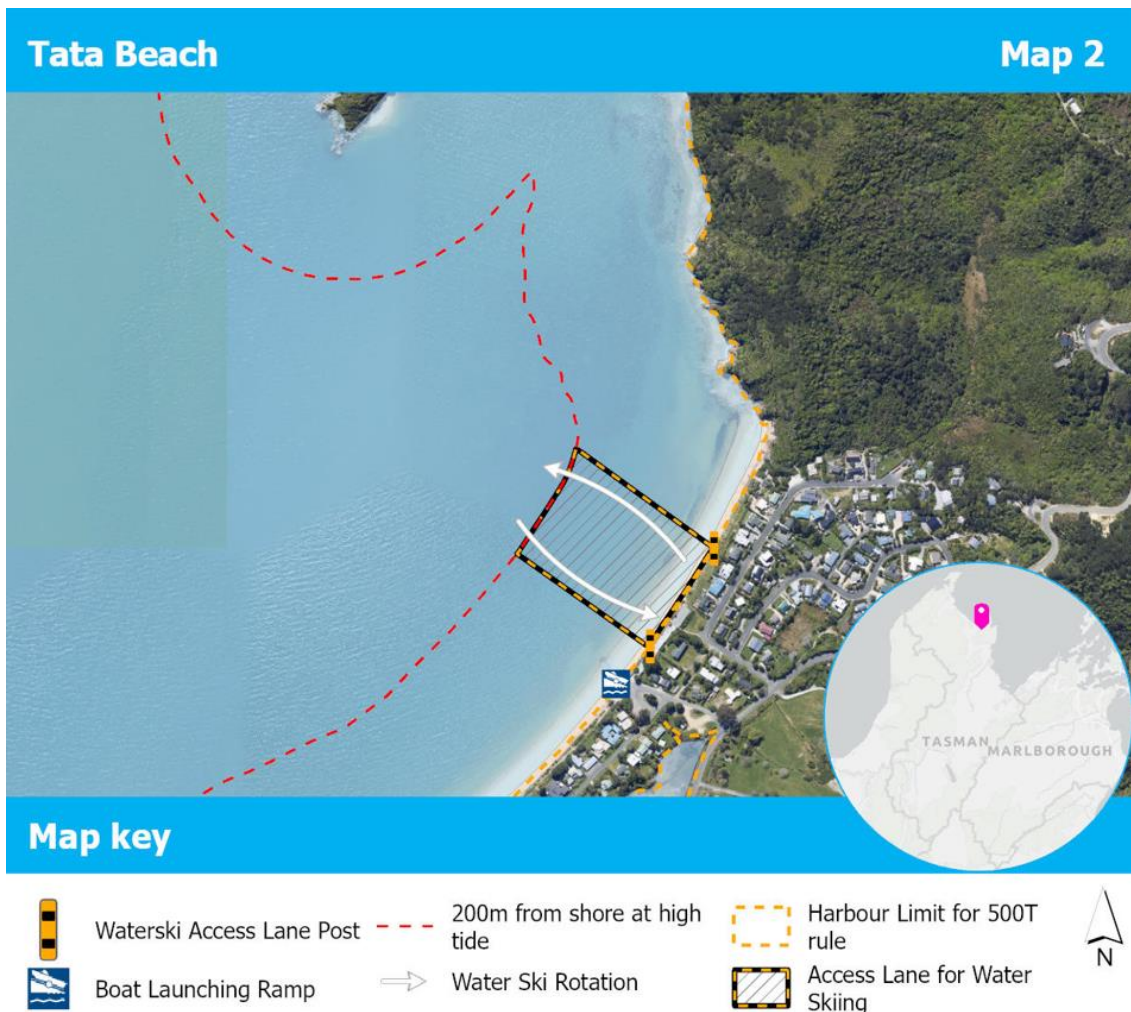 Tata Beach
Map 2
TASMAN
MARLBOROUGH
Map key
Waterski Access Lane Post
200m from shore at high
tide
Harbour Limit for 500T
rule
Boat Launching Ramp
Water Ski Rotation
Access Lane for Water
Skiing
N